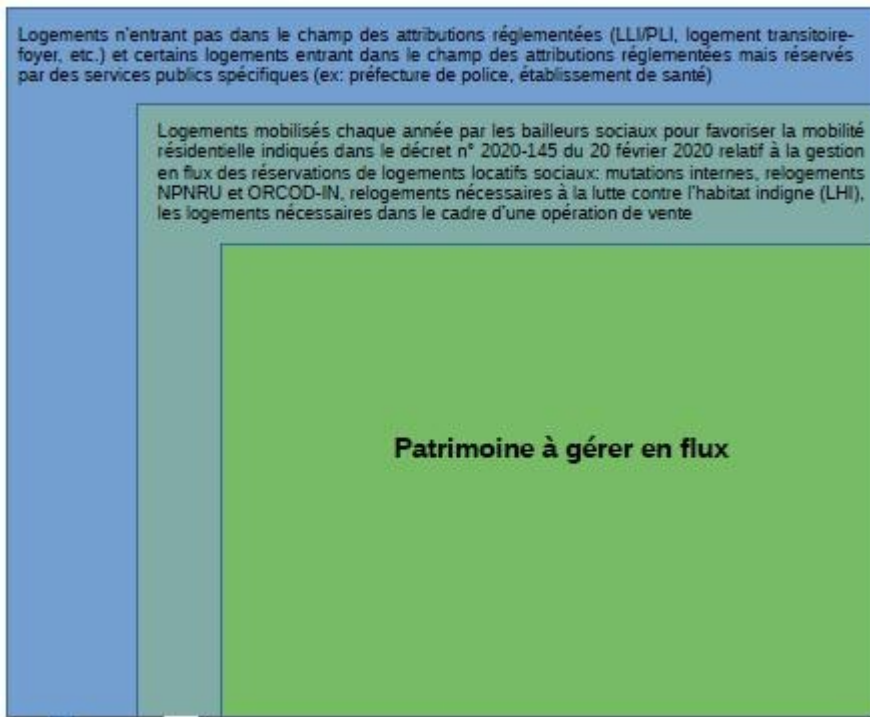 Logements n'entrant pas dans le champ des attributions réglementées (LLI/PLI, logement transitoire-
foyer, etc.) et certains logements entrant dans le champ des attributions réglementées mais réservés
par des services publics spécifiques (ex: préfecture de police, établissement de santé)
Logements mobilisés chaque année par les bailleurs sociaux pour favoriser la mobilité
résidentielle indiqués dans le décret n° 2020-145 du 20 février 2020 relatif à la gestion
en flux des réservations de logements locatifs sociaux: mutations internes, relogements
NPNRU et ORCOD-IN, relogements nécessaires à la lutte contre l'habitat indigne (LHI),
les logements nécessaires dans le cadre d'une opération de vente
Patrimoine à gérer en flux